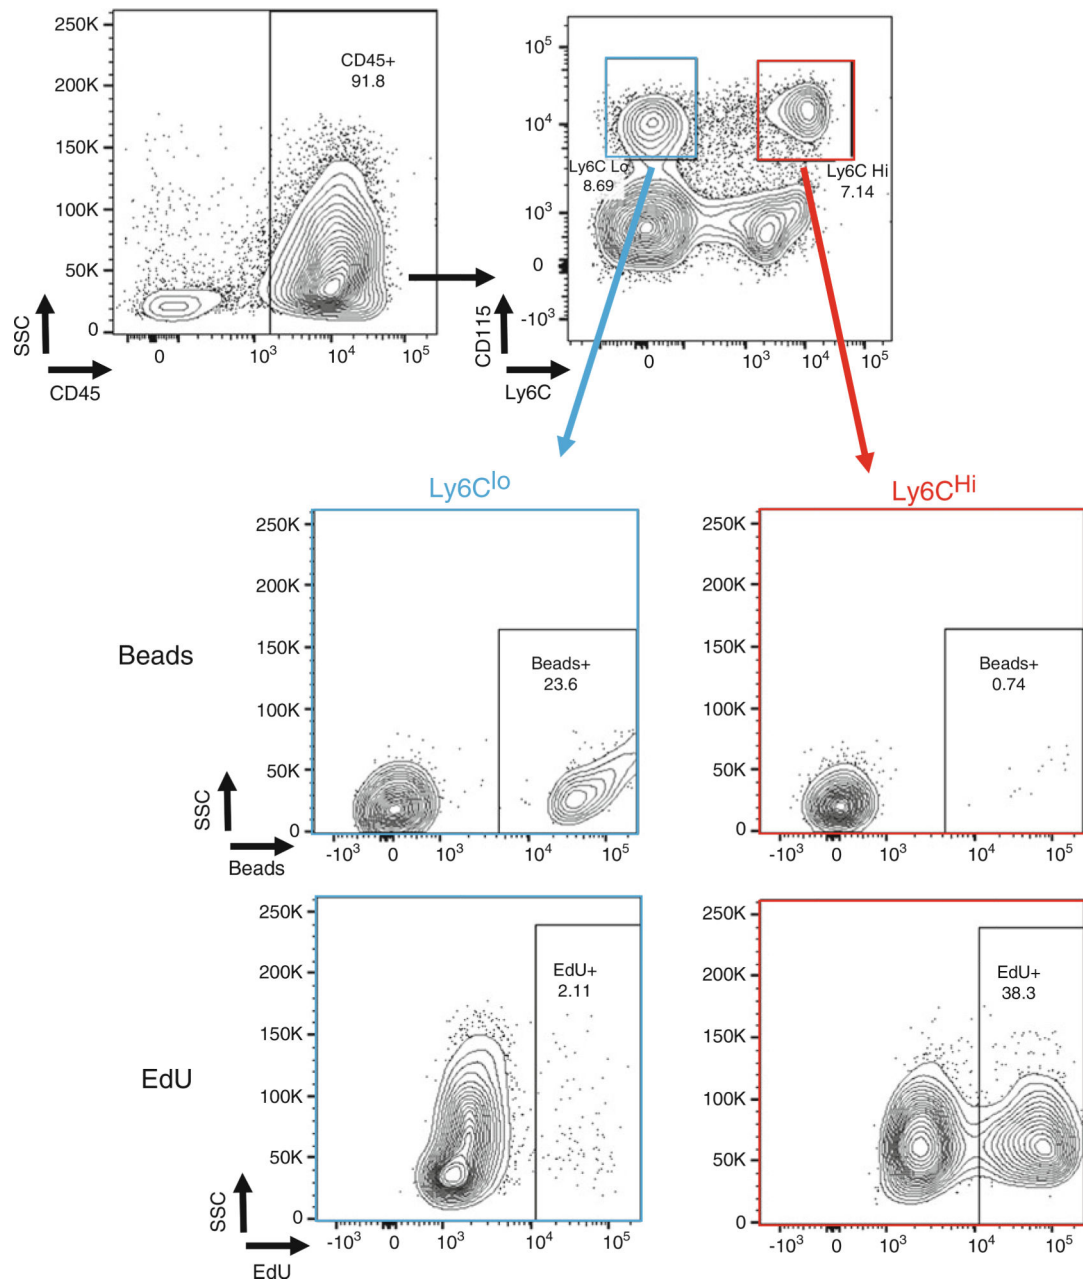 250K
200K
150K
100K
50K
0
SSC
CD45+
91.8
0
10³
10⁴
10⁵
CD45
10⁵
10⁴
10³
0
-10³
CD115
Ly6C Lo
8.69
Ly6C Hi
7.14
0
10³
10⁴
10⁵
Ly6C
Ly6Clo
Ly6CHi
Beads
250K
200K
150K
100K
50K
0
SSC
Beads+
23.6
-10³
0
10³
10⁴
10⁵
Beads
250K
200K
150K
100K
50K
0
Beads+
0.74
-10³
0
10³
10⁴
10⁵
EdU
250K
200K
150K
100K
50K
0
SSC
EdU+
2.11
-10³
0
10³
10⁴
10⁵
EdU
250K
200K
150K
100K
50K
0
EdU+
38.3
-10³
0
10³
10⁴
10⁵